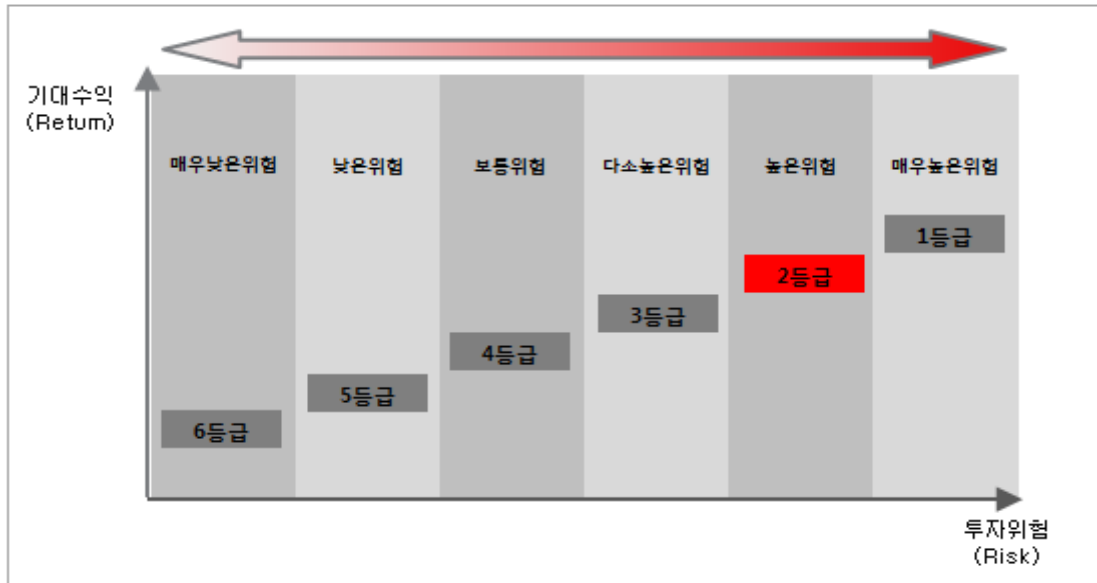 기대수익
(Return)
매우낮은위험
낮은위험
보통위험
다소높은위험
높은위험
매우높은위험
1등급
2등급
3등급
4등급
5등급
6등급
투자위험
(Risk)